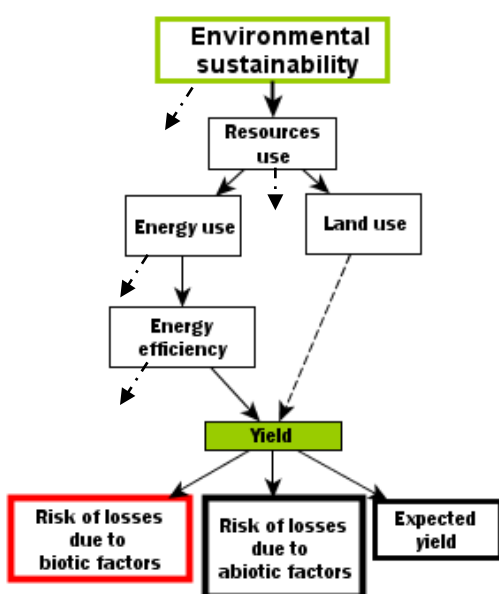 Environmental
sustainability
Resources
use
Energy use
Land use
Energy
efficiency
Yield
Risk of losses
due to
biotic factors
Risk of losses
due to
abiotic factors
Expected
yield